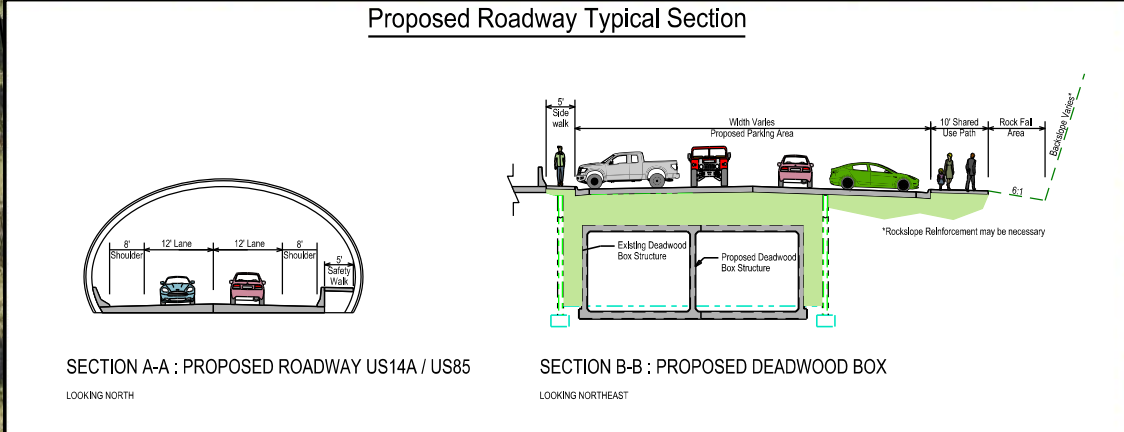 Proposed Roadway Typical Section
8'
Shoulder
12' Lane
12' Lane
8'
Shoulder
5'
Safety
Walk
SECTION A-A : PROPOSED ROADWAY US14A / US85
LOOKING NORTH
5'
Side
walk
Width Varies
Proposed Parking Area
10' Shared
Use Path
Rock Fall
Area
Backslope Varies*
6:1
*Rockslope Reinforcement may be necessary
Existing Deadwood
Box Structure
Proposed Deadwood
Box Structure
SECTION B-B : PROPOSED DEADWOOD BOX
LOOKING NORTHEAST